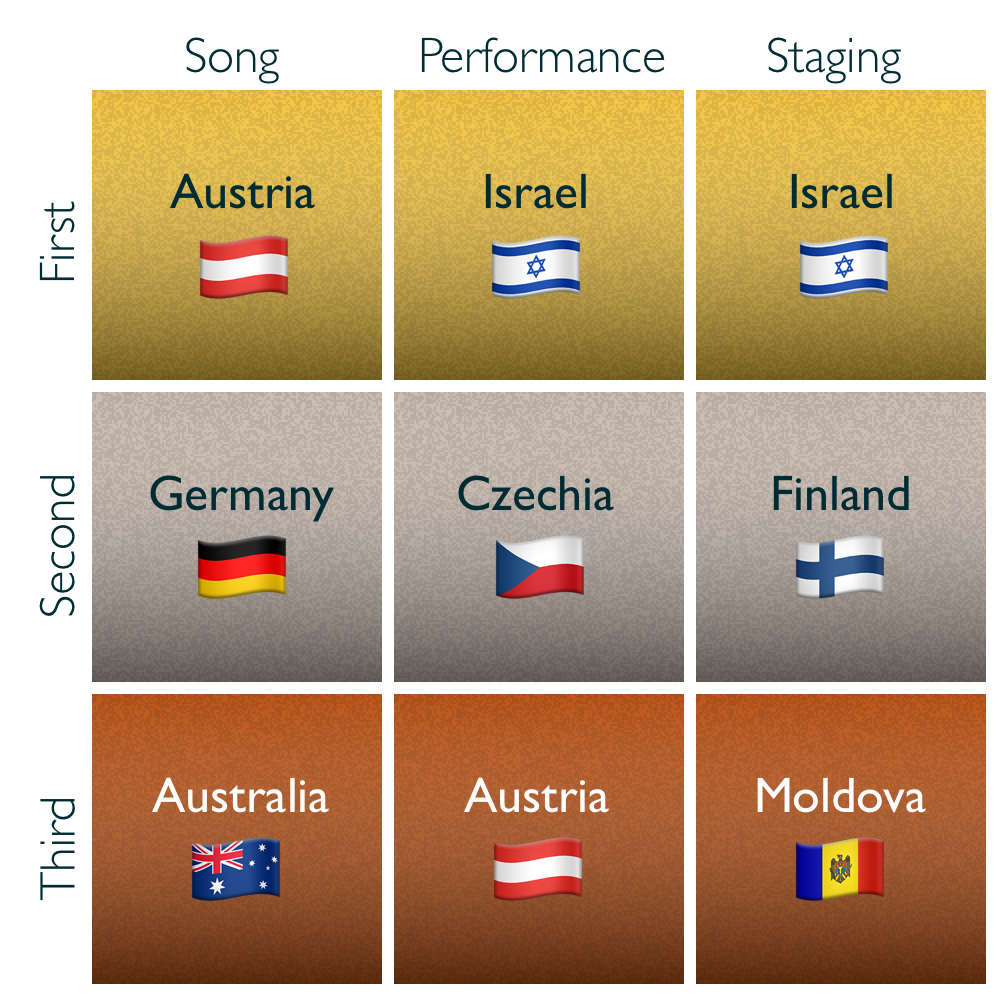 Song Performance Staging
First
Austria Israel Israel
Second
Germany Czechia Finland
Third
Australia Austria Moldova